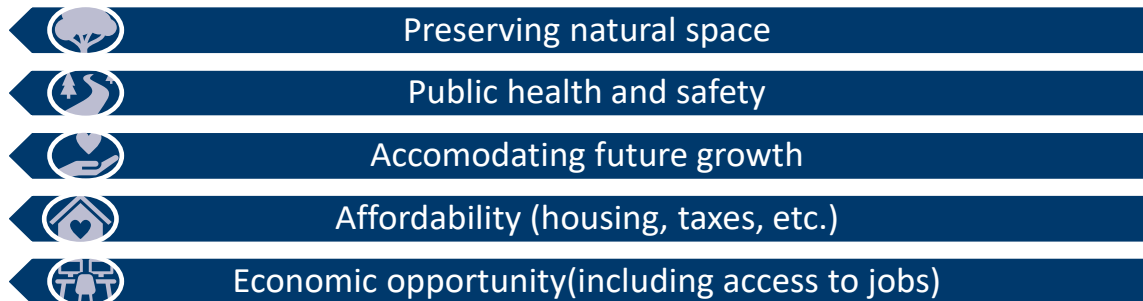 Preserving natural space
Public health and safety
Accomodating future growth
Affordability (housing, taxes, etc.)
Economic opportunity(including access to jobs)